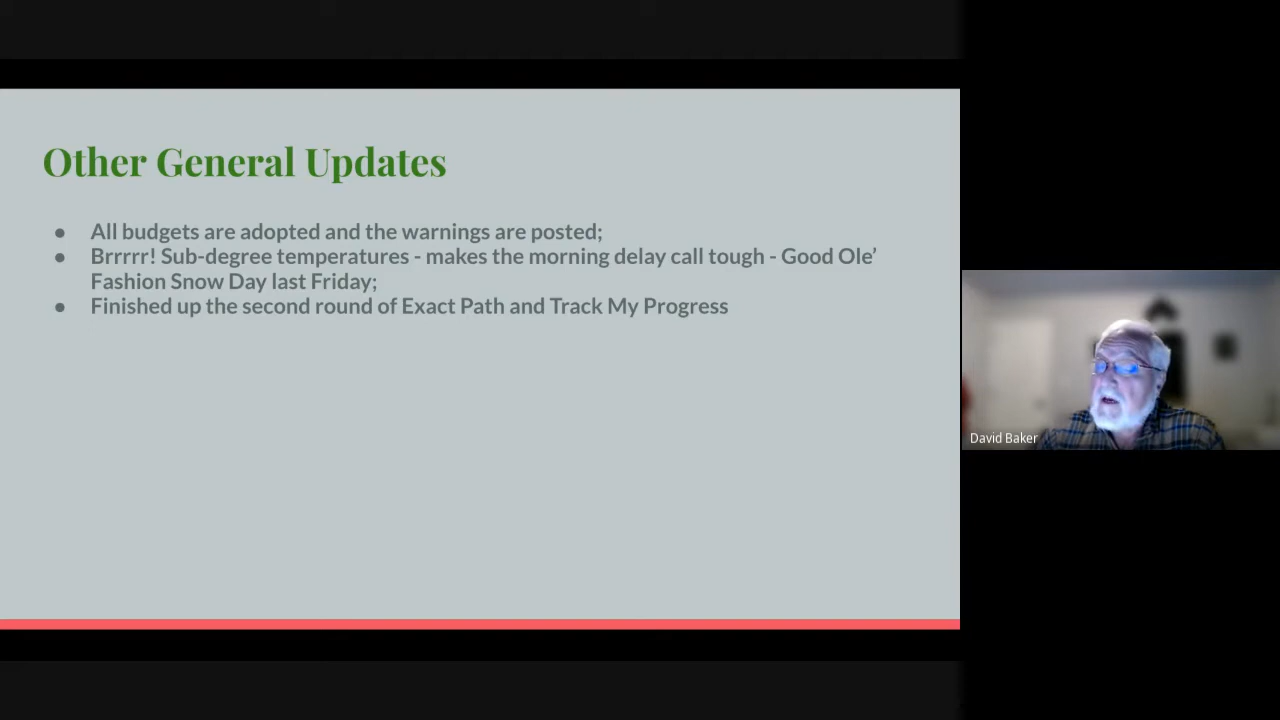 Other General Updates
● All budgets are adopted and the warnings are posted;
● Brrrrr! Sub-degree temperatures - makes the morning delay call tough - Good Ole’
Fashion Snow Day last Friday;
● Finished up the second round of Exact Path and Track My Progress
David Baker